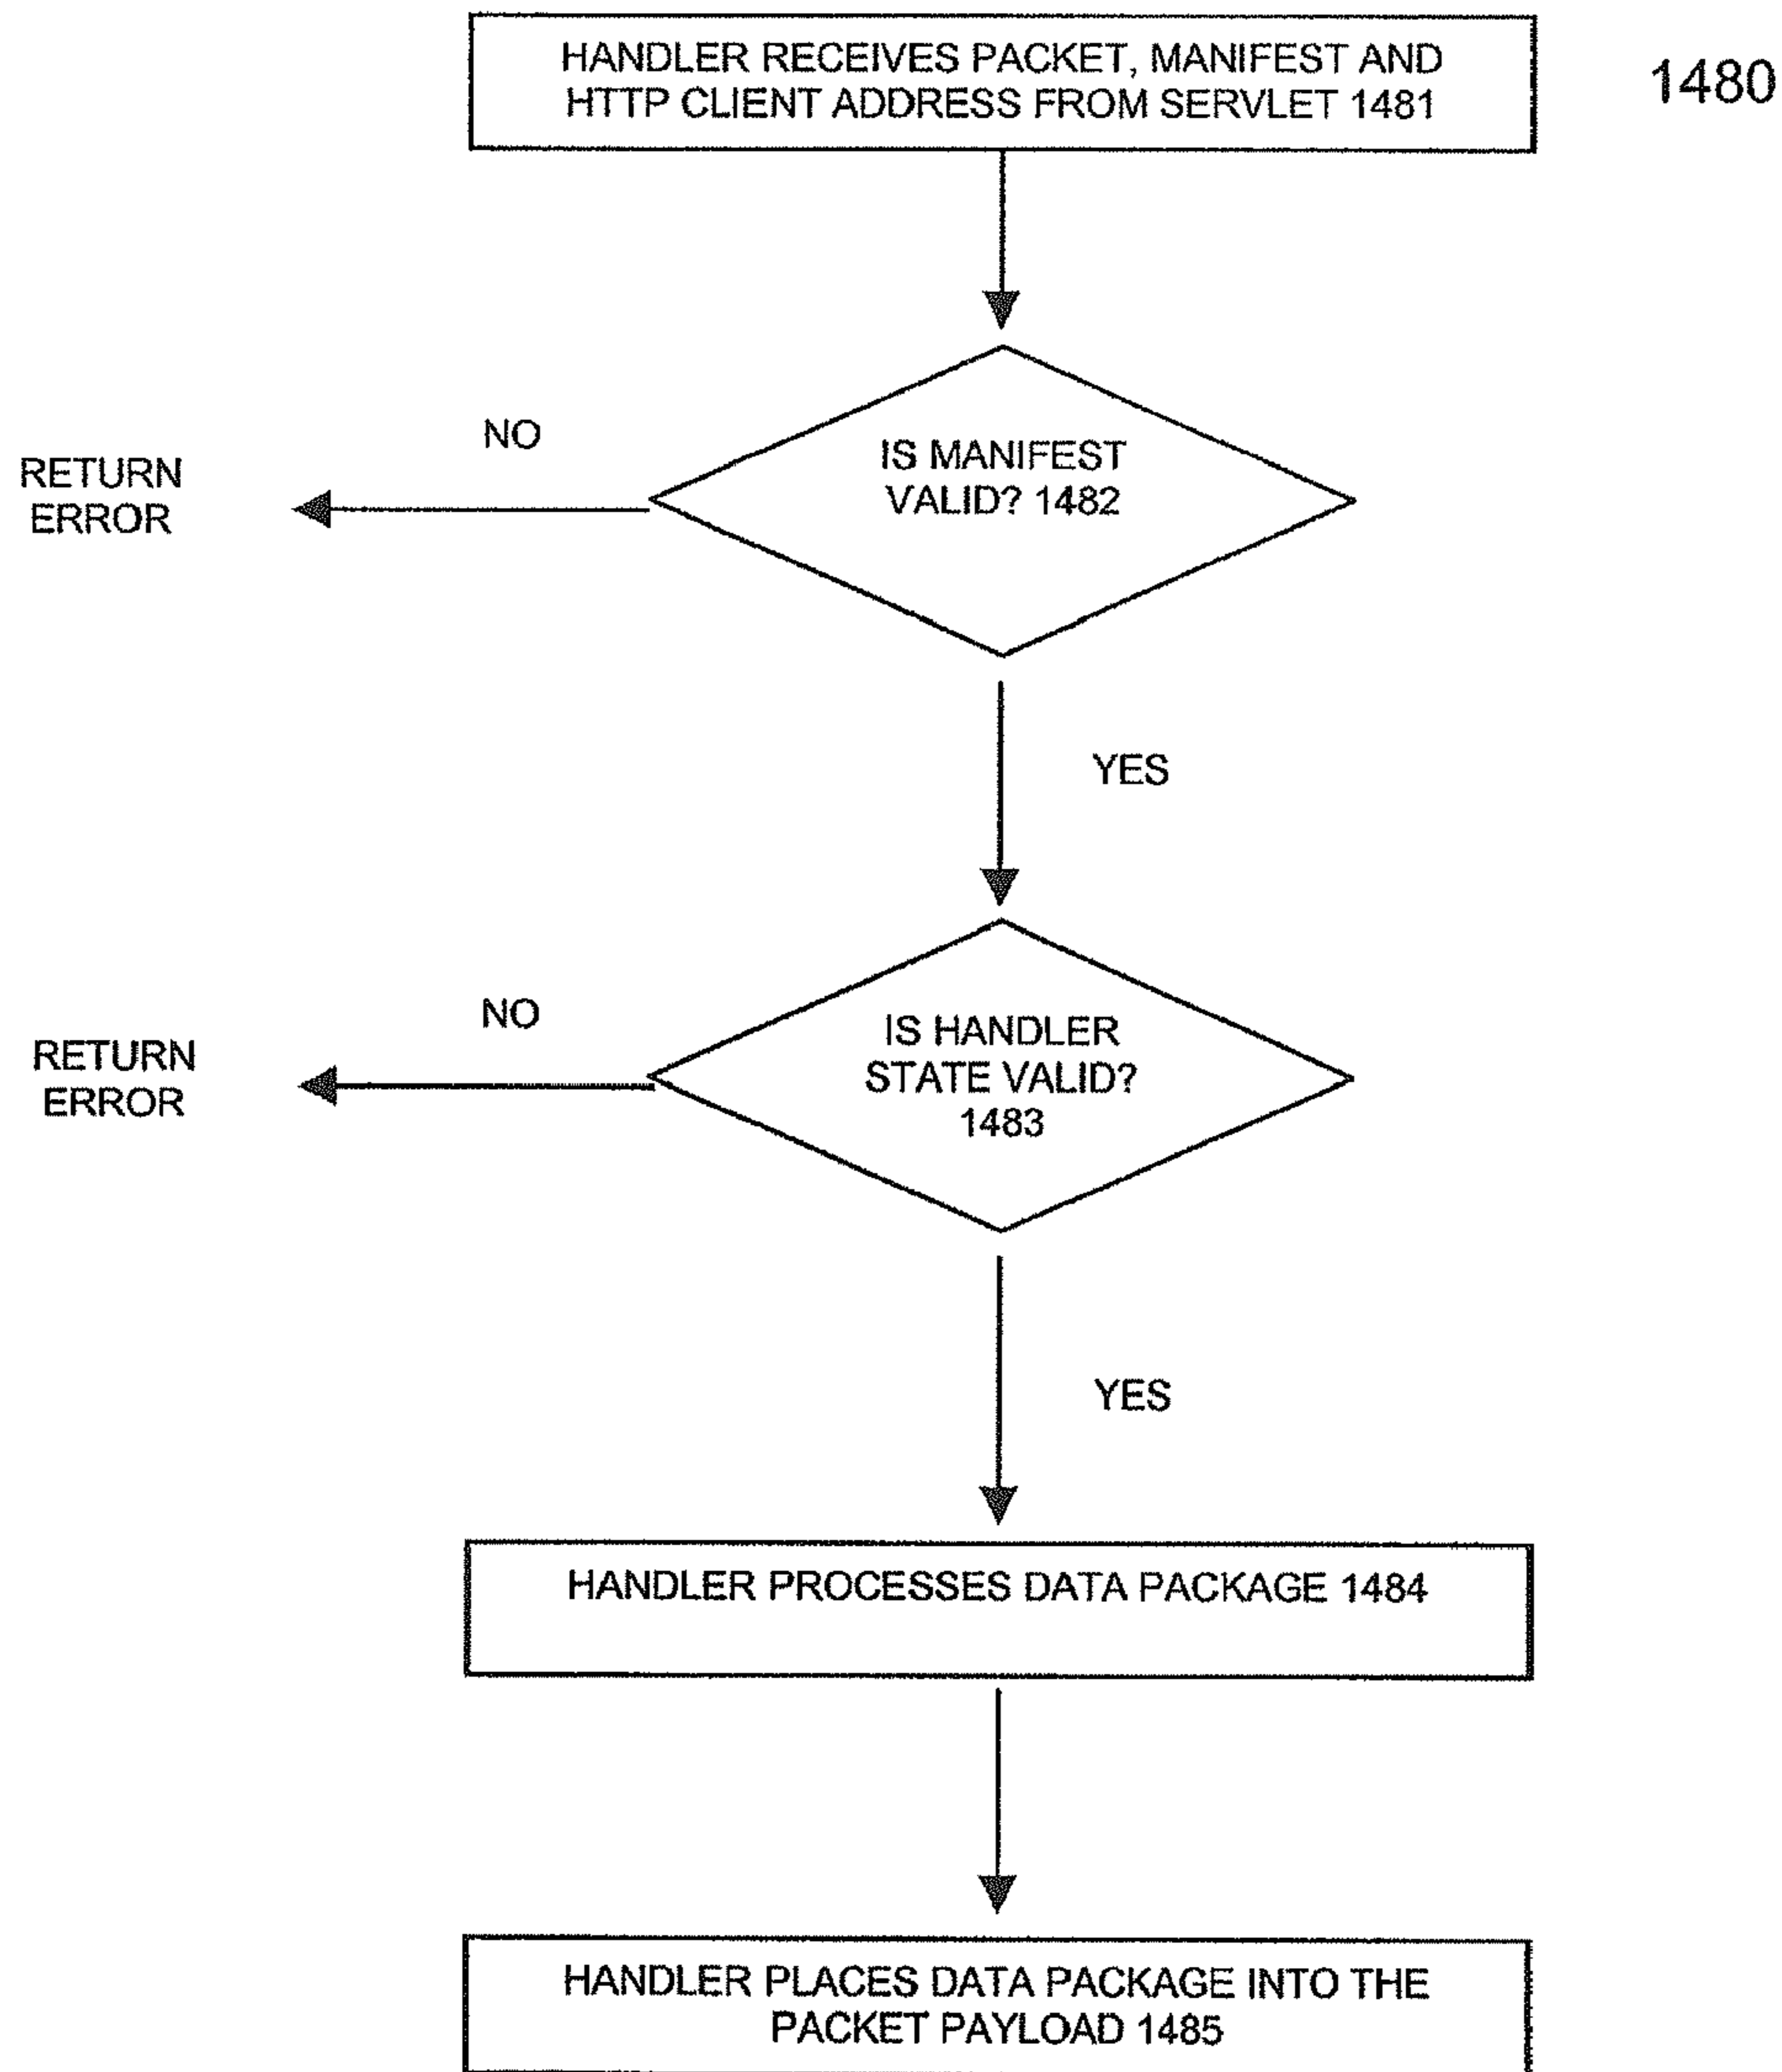 HANDLER RECEIVES PACKET, MANIFEST AND
HTTP CLIENT ADDRESS FROM SERVLET 1481
1480
NO
RETURN
ERROR
IS MANIFEST
VALID? 1482
YES
NO
RETURN
ERROR
IS HANDLER
STATE VALID?
1483
YES
HANDLER PROCESSES DATA PACKAGE 1484
HANDLER PLACES DATA PACKAGE INTO THE
PACKET PAYLOAD 1485